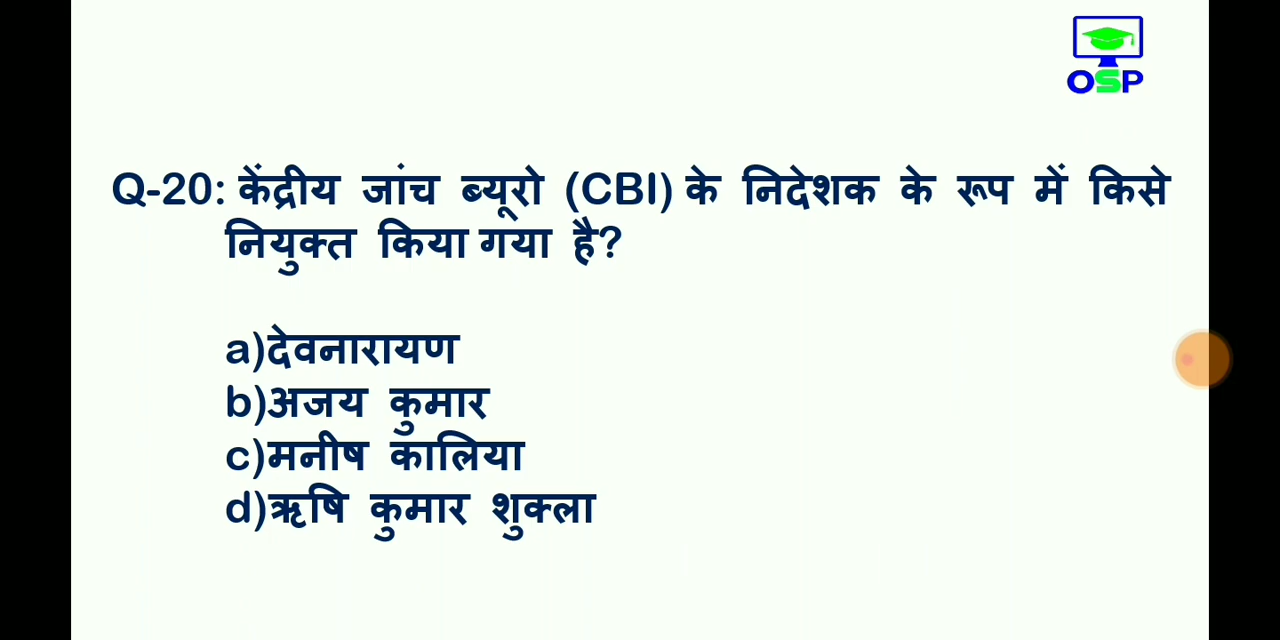 OSP
Q-20: केंद्रीय जांच ब्यूरो (CBI) के निदेशक के रूप में किसे
नियुक्त किया गया है?
a)देवनारायण
b)अजय कुमार
c)मनीष कालिया
d)ऋषि कुमार शुक्ला